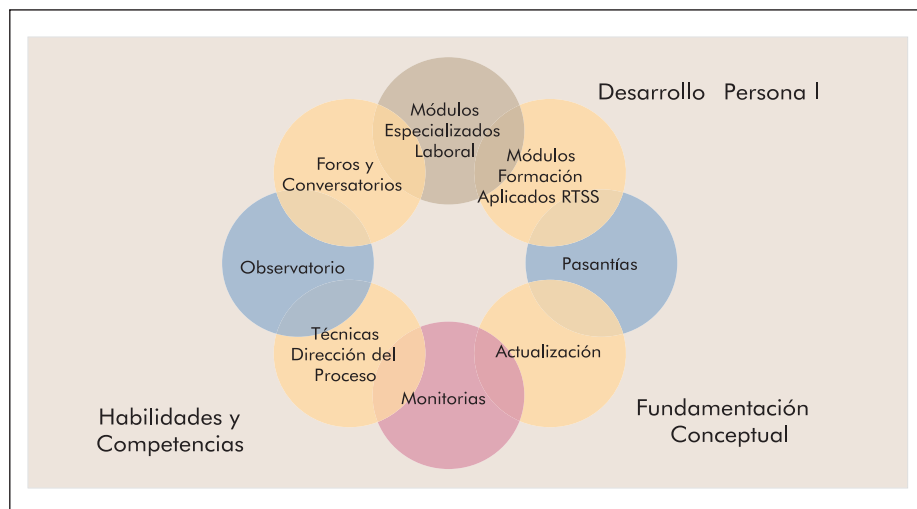 Desarrollo Persona l
Módulos
Especializados
Laboral
Módulos
Formación
Aplicados RTSS
Foros y
Conversatorios
Observatorio
Pasantías
Técnicas
Dirección del
Proceso
Actualización
Monitorias
Habilidades y
Competencias
Fundamentación
Conceptual